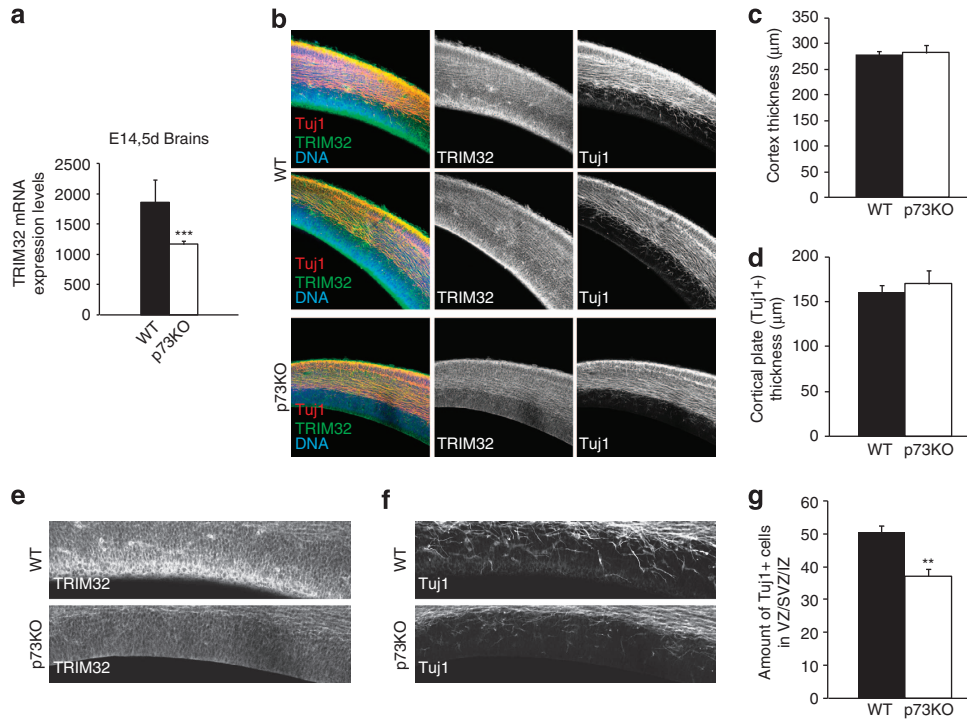 a
E14,5d Brains
TRIM32 mRNA
expression levels
2500
2000
1500
1000
500
0
***
WT
p73KO
b
WT
Tuj1
TRIM32
DNA
TRIM32
Tuj1
Tuj1
TRIM32
DNA
TRIM32
Tuj1
p73KO
Tuj1
TRIM32
DNA
TRIM32
Tuj1
c
Cortex thickness (μm)
350
300
250
200
150
100
50
0
WT p73KO
d
Cortical plate (Tuj1+)
thickness (μm)
200
150
100
50
0
WT p73KO
e
WT
TRIM32
p73KO
TRIM32
f
WT
Tuj1
p73KO
Tuj1
g
Amount of Tuj1+ cells
in VZ/SVZ/IZ
60
50
40
30
20
10
0
**
WT p73KO